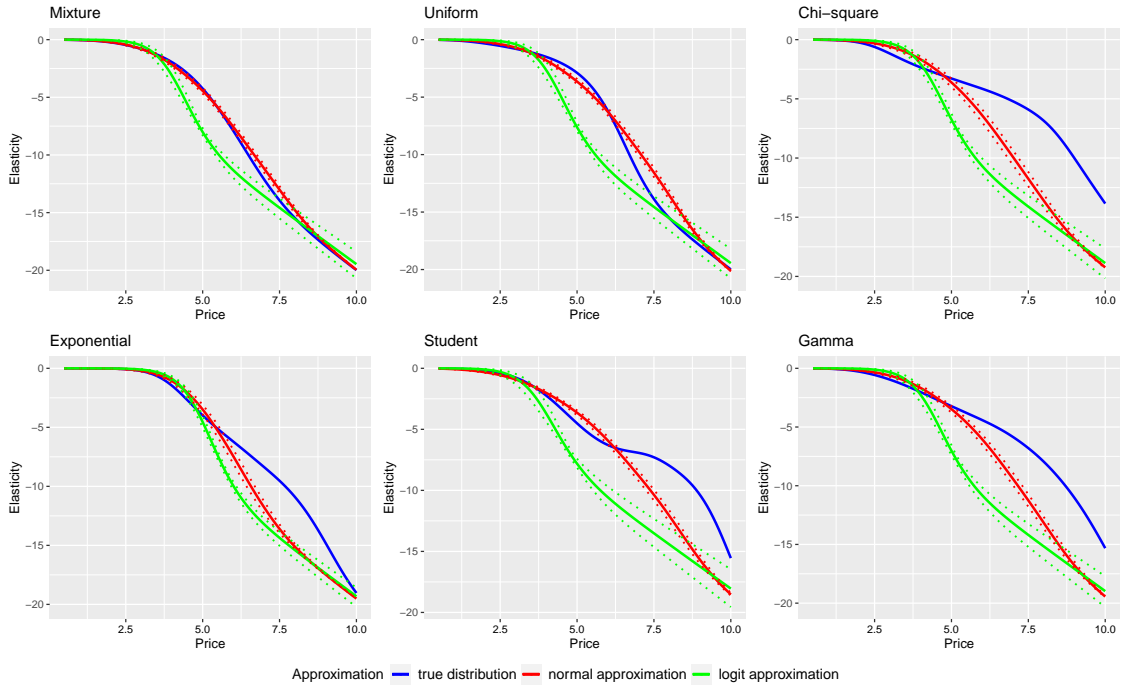 Mixture
0
−5
−10
−15
−20
Elasticity
2.5 5.0 7.5 10.0
Price
Uniform
0
−5
−10
−15
−20
Elasticity
2.5 5.0 7.5 10.0
Price
Chi−square
0
−5
−10
−15
−20
Elasticity
2.5 5.0 7.5 10.0
Price
Exponential
0
−5
−10
−15
−20
Elasticity
2.5 5.0 7.5 10.0
Price
Student
0
−5
−10
−15
−20
Elasticity
2.5 5.0 7.5 10.0
Price
Gamma
0
−5
−10
−15
−20
Elasticity
2.5 5.0 7.5 10.0
Price
Approximation true distribution normal approximation logit approximation